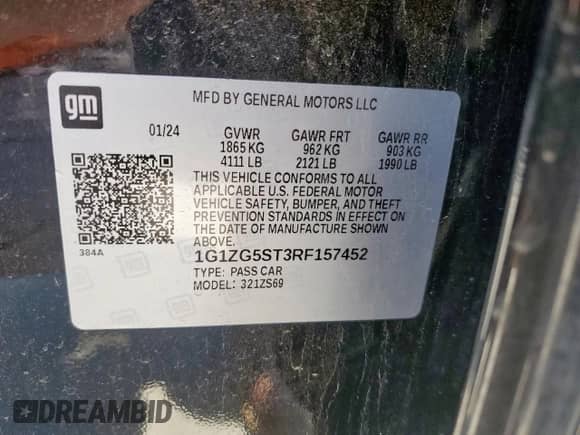 gm
MFD BY GENERAL MOTORS LLC
01/24 GVWR GAWR FRT GAWR RR
1865 KG 962 KG 903 KG
4111 LB 2121 LB 1990 LB
THIS VEHICLE CONFORMS TO ALL
APPLICABLE U.S. FEDERAL MOTOR
VEHICLE SAFETY, BUMPER, AND THEFT
PREVENTION STANDARDS IN EFFECT ON
THE DATE OF MANUFACTURE SHOWN
ABOVE.
384A
1G1ZG5ST3RF157452
TYPE: PASS CAR
MODEL: 321ZS69
DREAMBID